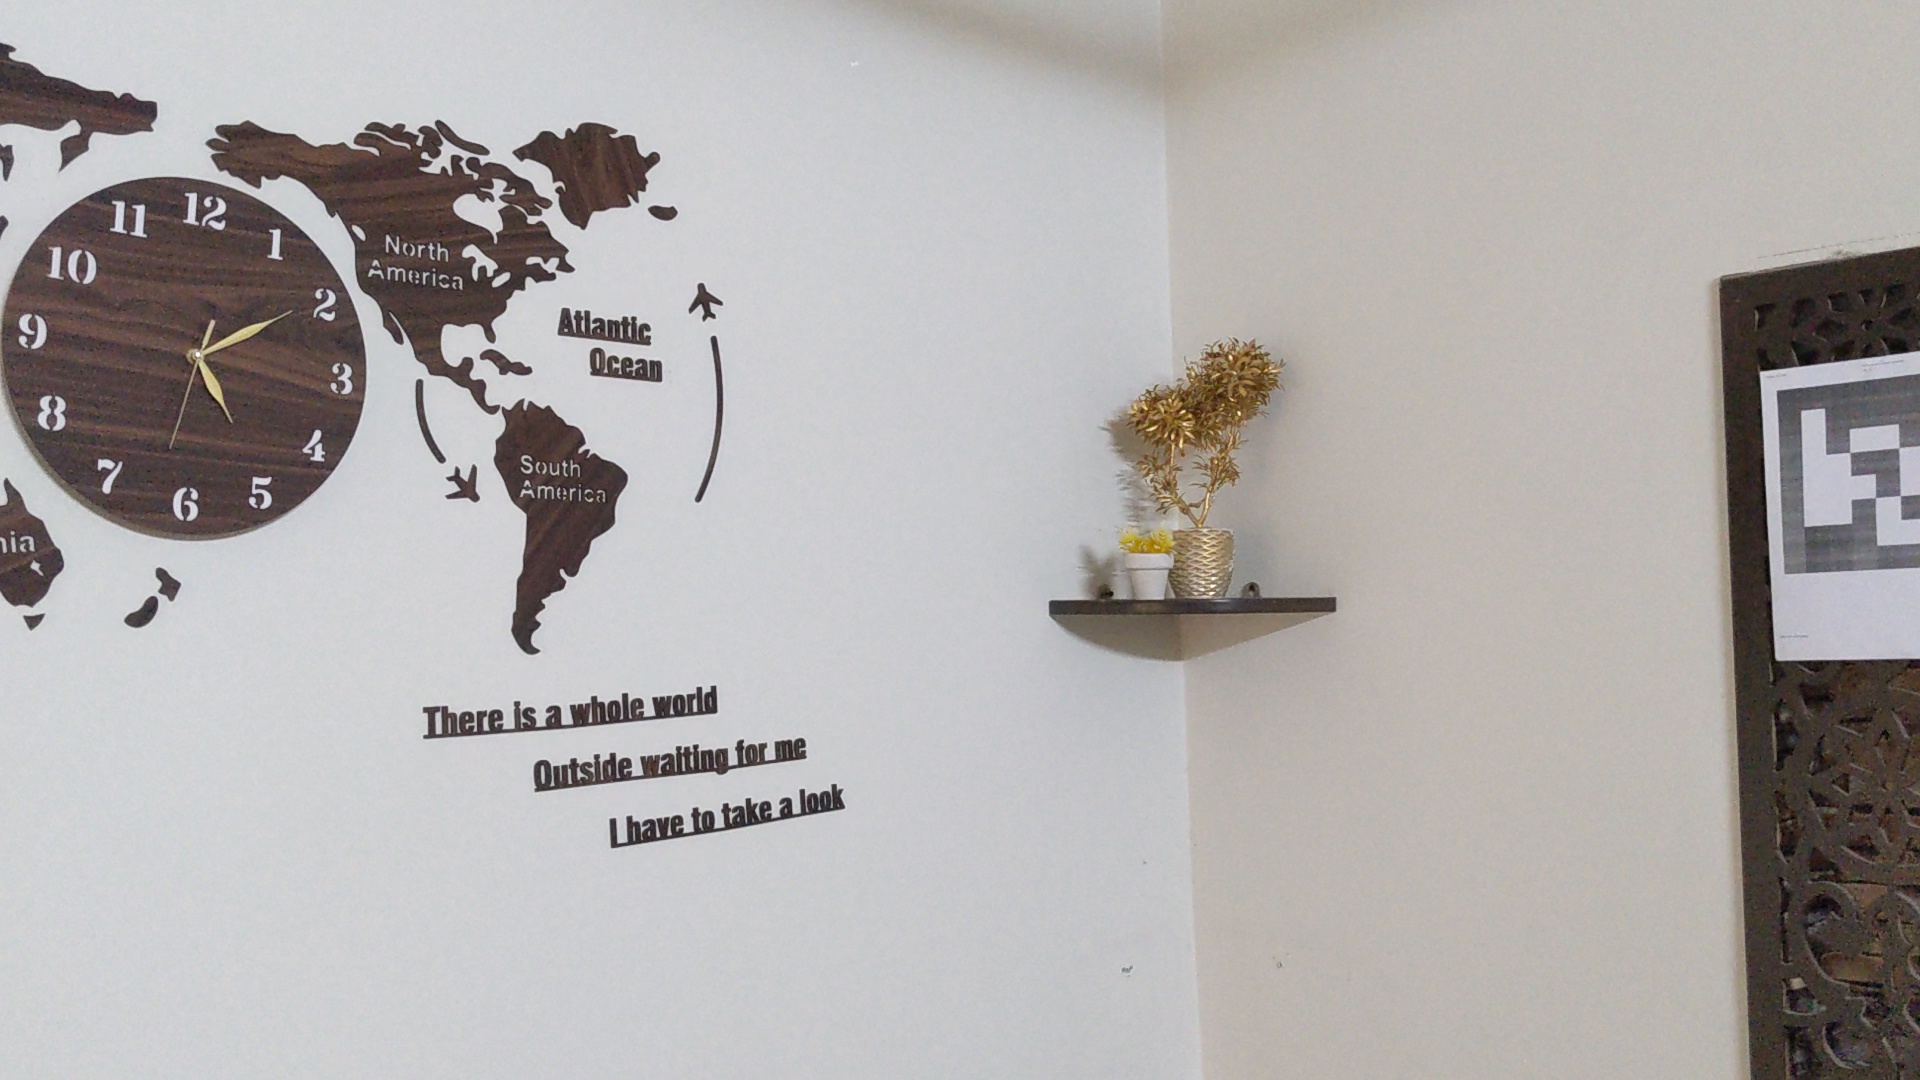 12
11
1
10
2
9
3
8
4
7
5
6
North
America
Atlantic
Ocean
South
America
nia
There is a whole world
Outside waiting for me
I have to take a look